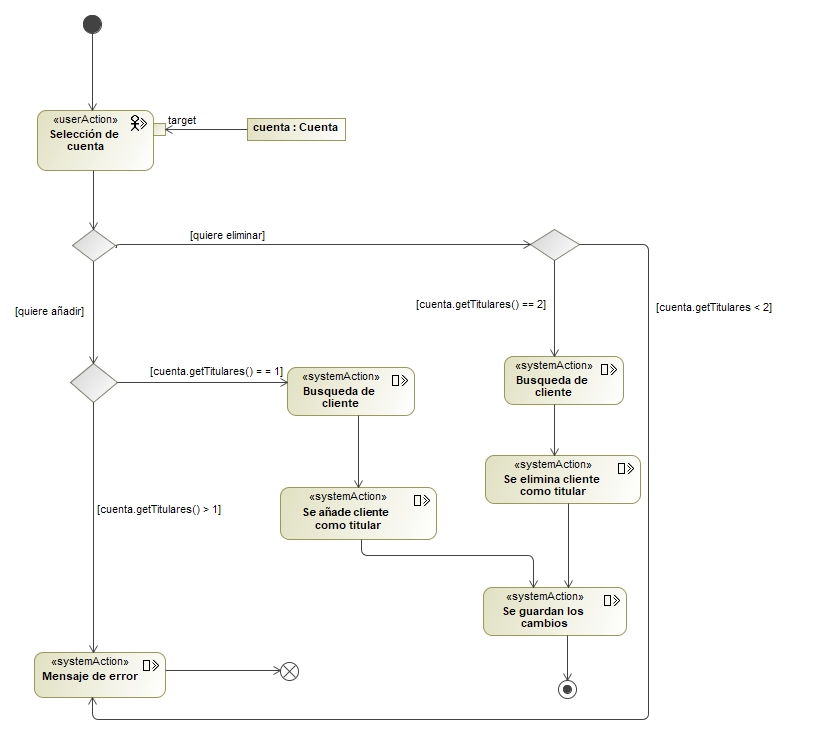 «userAction»
Selección de
cuenta
target
cuenta : Cuenta
[quiere eliminar]
[quiere añadir]
[cuenta.getTitulares() == 2]
[cuenta.getTitulares < 2]
[cuenta.getTitulares() = = 1]
«systemAction»
Busqueda de
cliente
«systemAction»
Busqueda de
cliente
[cuenta.getTitulares() > 1]
«systemAction»
Se añade cliente
como titular
«systemAction»
Se elimina cliente
como titular
«systemAction»
Se guardan los
cambios
«systemAction»
Mensaje de error